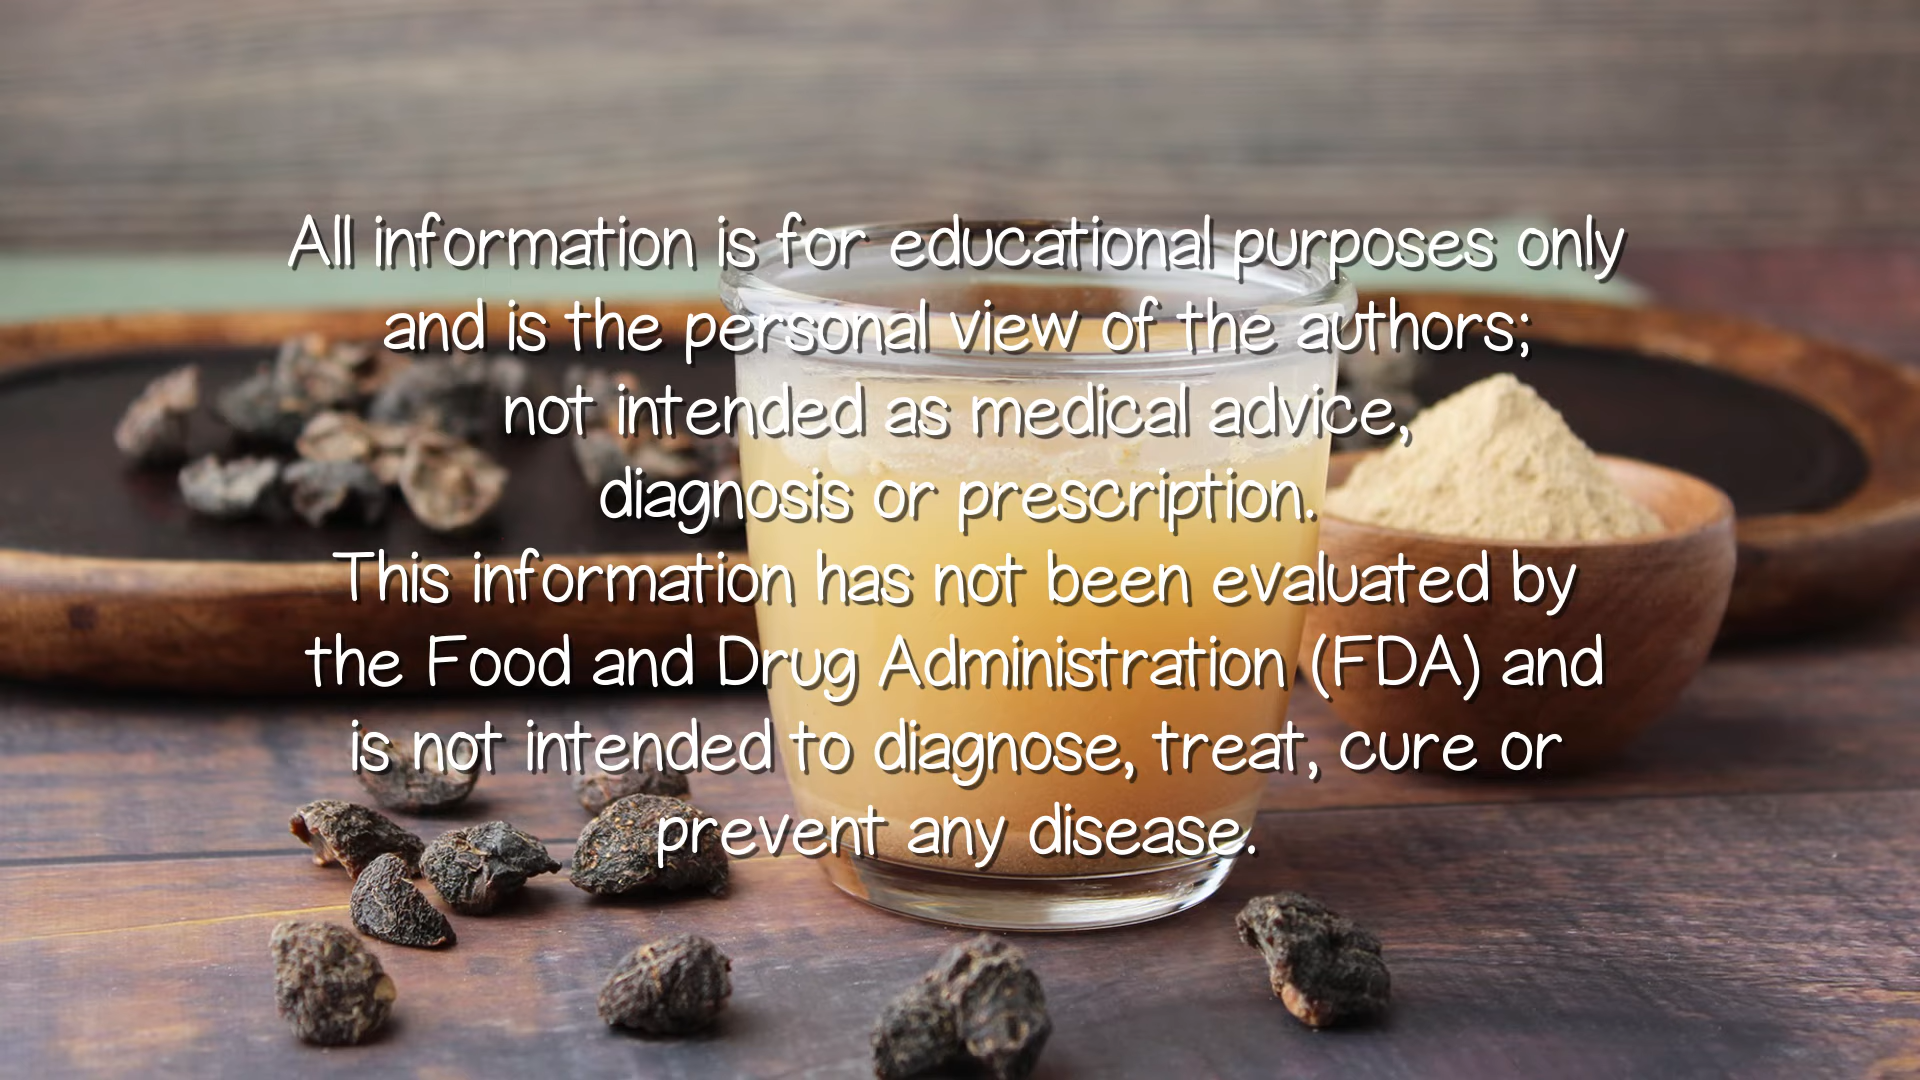 All information is for educational purposes only
and is the personal view of the authors;
not intended as medical advice,
diagnosis or prescription.
This information has not been evaluated by
the Food and Drug Administration (FDA) and
is not intended to diagnose, treat, cure or
prevent any disease.